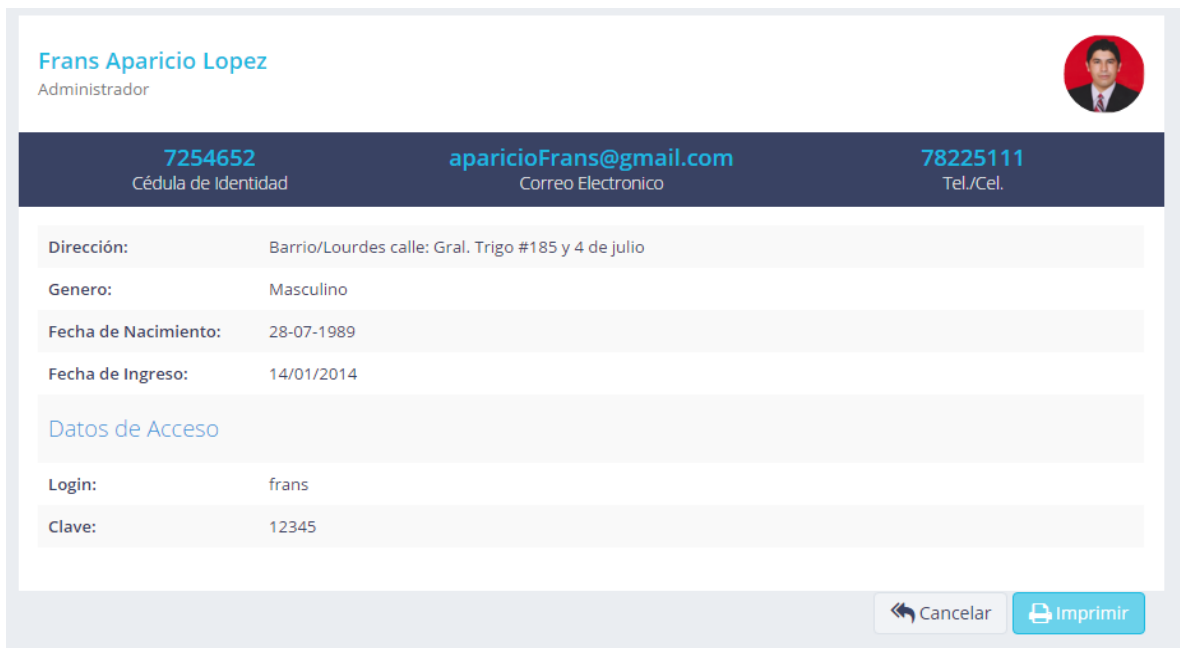 Frans Aparicio Lopez
Administrador
7254652 aparicioFrans@gmail.com 78225111
Cédula de Identidad Correo Electronico Tel./Cel.
Dirección: Barrio/Lourdes calle: Gral. Trigo #185 y 4 de julio
Genero: Masculino
Fecha de Nacimiento: 28-07-1989
Fecha de Ingreso: 14/01/2014
Datos de Acceso
Login: frans
Clave: 12345
Cancelar Imprimir